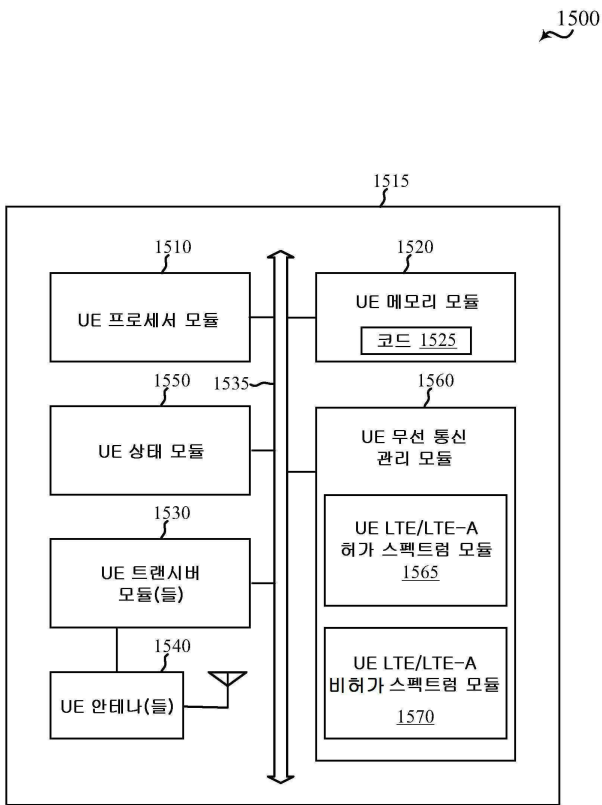 1500
1515
1510
UE 프로세서 모듈
1520
UE 메모리 모듈
코드 1525
1535
1550
UE 상태 모듈
1560
UE 무선 통신
관리 모듈
1530
UE 트랜시버
모듈(들)
UE LTE/LTE-A
허가 스펙트럼 모듈
1565
1540
UE 안테나(들)
UE LTE/LTE-A
비허가 스펙트럼 모듈
1570